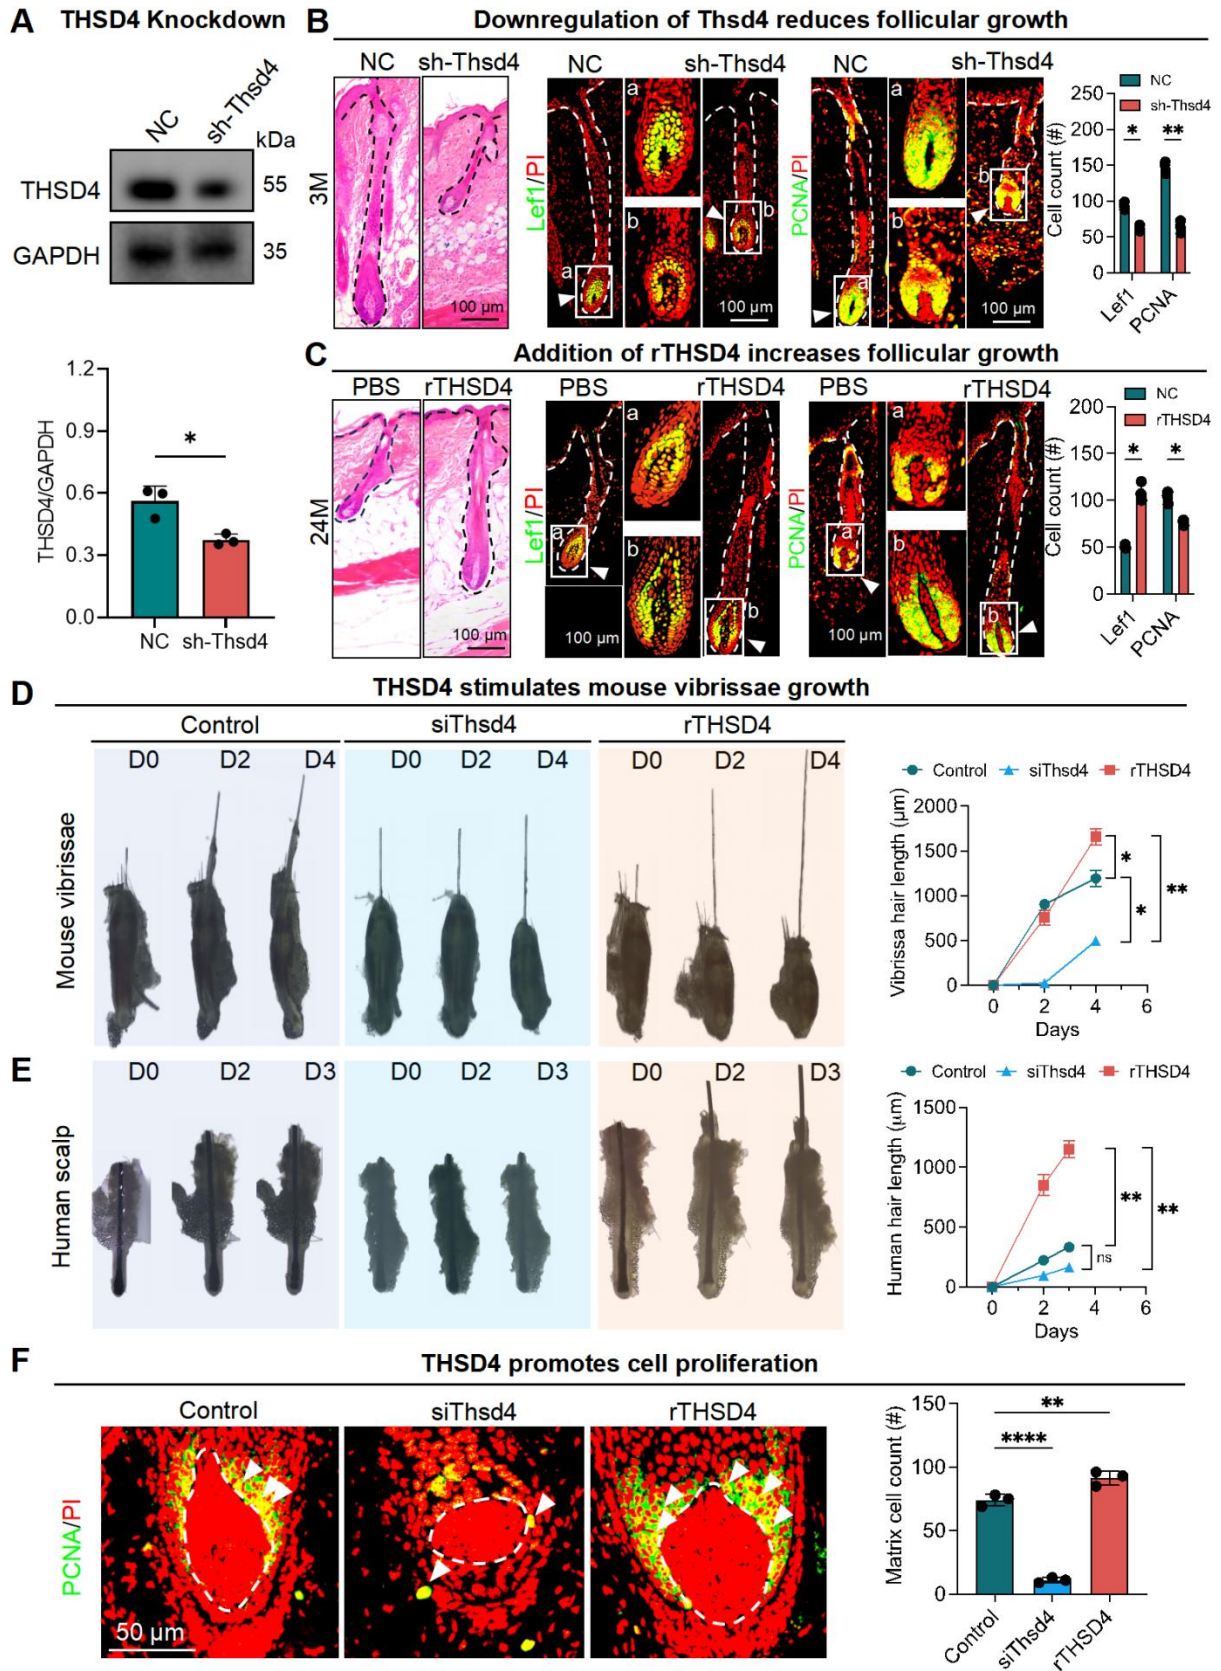 A THSD4 Knockdown
NC sh-Thsd4
kDa
THSD4 55
GAPDH 35
THSD4/GAPDH
1.2
0.9
0.6
0.3
0.0
*
NC sh-Thsd4
B Downregulation of Thsd4 reduces follicular growth
NC sh-Thsd4 NC sh-Thsd4 NC sh-Thsd4
3M
100 µm
Lef1/PI
a
b
a
b
100 µm
PCNA/PI
a
b
a
b
100 µm
NC
sh-Thsd4
Cell count (#)
250
200
150
100
50
0
* **
Lef1 PCNA
C Addition of rTHSD4 increases follicular growth
PBS rTHSD4 PBS rTHSD4 PBS rTHSD4
24M
100 µm
Lef1/PI
a
b
a
b
100 µm
PCNA/PI
a
b
a
b
100 µm
NC
rTHSD4
Cell count (#)
200
150
100
50
0
* *
Lef1 PCNA
D THSD4 stimulates mouse vibrissae growth
Control siThsd4 rTHSD4
Mouse vibrissae
D0 D2 D4 D0 D2 D4 D0 D2 D4
Control siThsd4 rTHSD4
Vibrissa hair length (µm)
2000
1500
1000
500
0
* * **
0 2 4 6
Days
E
Human scalp
D0 D2 D3 D0 D2 D3 D0 D2 D3
Control siThsd4 rTHSD4
Human hair length (µm)
1500
1000
500
0
ns ** **
0 2 4 6
Days
F THSD4 promotes cell proliferation
Control siThsd4 rTHSD4
PCNA/PI
50 µm
Matrix cell count (#)
150
100
50
0
**
****
Control siThsd4 rTHSD4